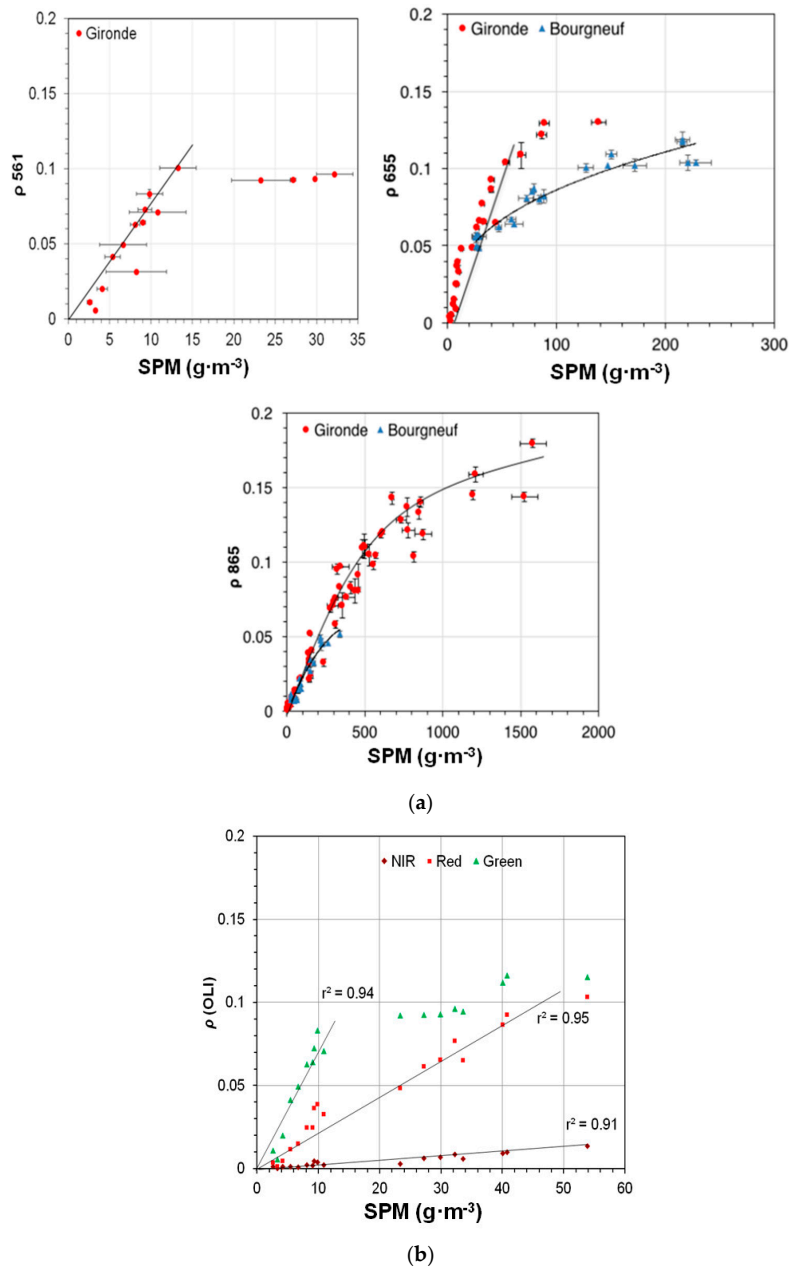 Gironde
0.2
0.15
0.1
0.05
0
ρ 561
0 5 10 15 20 25 30 35
SPM (g·m-3)
Gironde Bourgneuf
0.2
0.15
0.1
0.05
0
ρ 655
0 100 200 300
SPM (g·m-3)
Gironde Bourgneuf
0.2
0.15
0.1
0.05
0
ρ 865
0 500 1000 1500 2000
SPM (g·m-3)
(a)
NIR Red Green
0.2
0.15
0.1
0.05
0
ρ (OLI)
r² = 0.94
r² = 0.95
r² = 0.91
0 10 20 30 40 50 60
SPM (g·m-3)
(b)